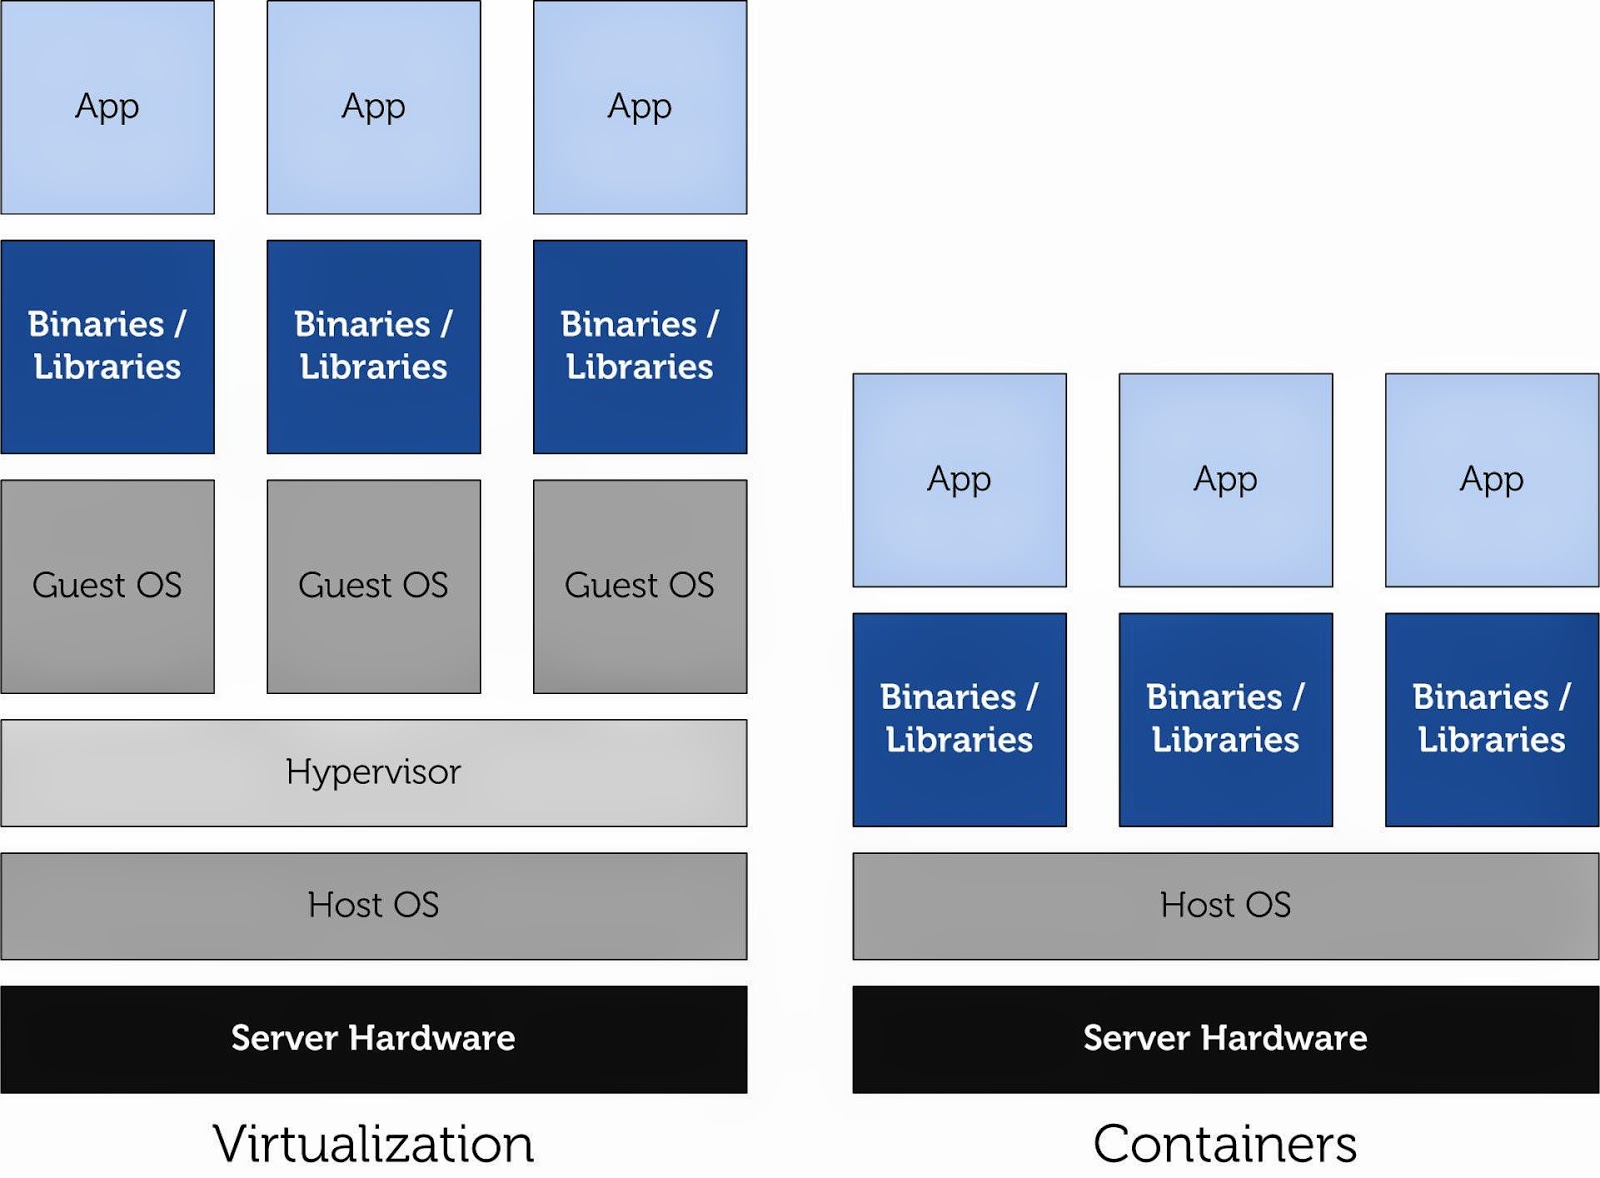 App App App
Binaries / Binaries / Binaries /
Libraries Libraries Libraries
Guest OS Guest OS Guest OS
Hypervisor
Host OS
Server Hardware
Virtualization
App App App
Binaries / Binaries / Binaries /
Libraries Libraries Libraries
Host OS
Server Hardware
Containers